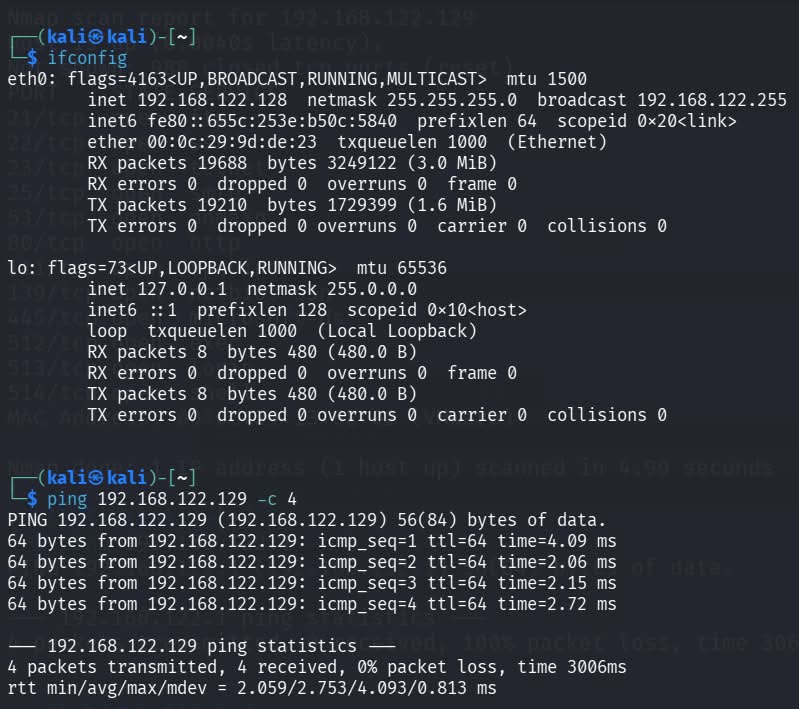 ┌──(kali㉿kali)-[~]
└─$ ifconfig
eth0: flags=4163<UP,BROADCAST,RUNNING,MULTICAST>  mtu 1500
        inet 192.168.122.128  netmask 255.255.255.0  broadcast 192.168.122.255
        inet6 fe80::655c:253e:b50c:5840  prefixlen 64  scopeid 0×20<link>
        ether 00:0c:29:9d:de:23  txqueuelen 1000  (Ethernet)
        RX packets 19688  bytes 3249122 (3.0 MiB)
        RX errors 0  dropped 0  overruns 0  frame 0
        TX packets 19210  bytes 1729399 (1.6 MiB)
        TX errors 0  dropped 0 overruns 0  carrier 0  collisions 0
lo: flags=73<UP,LOOPBACK,RUNNING>  mtu 65536
        inet 127.0.0.1  netmask 255.0.0.0
        inet6 ::1  prefixlen 128  scopeid 0×10<host>
        loop  txqueuelen 1000  (Local Loopback)
        RX packets 8  bytes 480 (480.0 B)
        RX errors 0  dropped 0  overruns 0  frame 0
        TX packets 8  bytes 480 (480.0 B)
        TX errors 0  dropped 0 overruns 0  carrier 0  collisions 0
┌──(kali㉿kali)-[~]
└─$ ping 192.168.122.129 -c 4
PING 192.168.122.129 (192.168.122.129) 56(84) bytes of data.
64 bytes from 192.168.122.129: icmp_seq=1 ttl=64 time=4.09 ms
64 bytes from 192.168.122.129: icmp_seq=2 ttl=64 time=2.06 ms
64 bytes from 192.168.122.129: icmp_seq=3 ttl=64 time=2.15 ms
64 bytes from 192.168.122.129: icmp_seq=4 ttl=64 time=2.72 ms
--- 192.168.122.129 ping statistics ---
4 packets transmitted, 4 received, 0% packet loss, time 3006ms
rtt min/avg/max/mdev = 2.059/2.753/4.093/0.813 ms